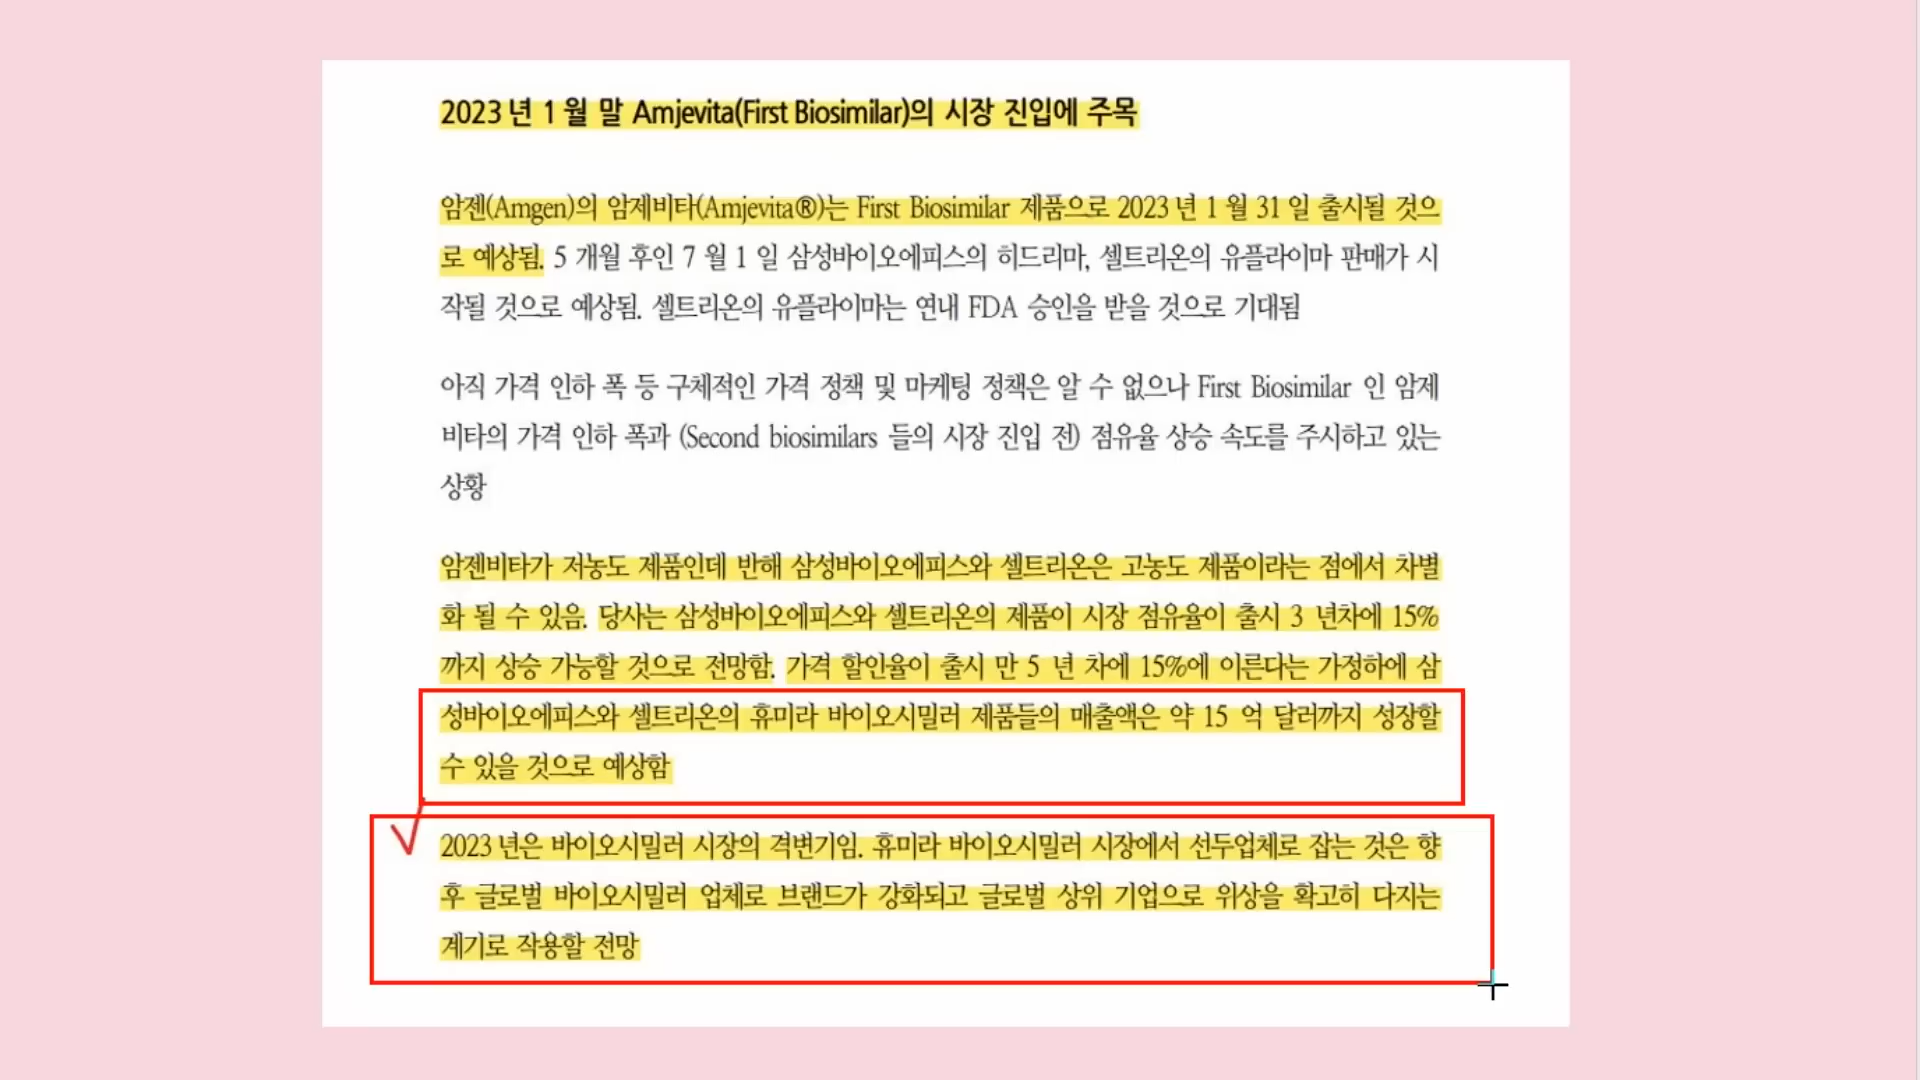 2023년 1월 말 Amjevita(First Biosimilar)의 시장 진입에 주목
암젠(Amgen)의 암제비타(Amjevita®)는 First Biosimilar 제품으로 2023년 1월 31일 출시될 것으
로 예상됨. 5개월 후인 7월 1일 삼성바이오에피스의 히드리마, 셀트리온의 유플라이마 판매가 시
작될 것으로 예상됨. 셀트리온의 유플라이마는 연내 FDA 승인을 받을 것으로 기대됨
아직 가격 인하 폭 등 구체적인 가격 정책 및 마케팅 정책은 알 수 없으나 First Biosimilar 인 암제
비타의 가격 인하 폭과 (Second biosimilars 들의 시장 진입 전) 점유율 상승 속도를 주시하고 있는
상황
암젠비타가 저농도 제품인데 반해 삼성바이오에피스와 셀트리온은 고농도 제품이라는 점에서 차별
화 될 수 있음. 당사는 삼성바이오에피스와 셀트리온의 제품이 시장 점유율이 출시 3 년차에 15%
까지 상승 가능할 것으로 전망함. 가격 할인율이 출시 만 5 년 차에 15%에 이른다는 가정하에 삼
성바이오에피스와 셀트리온의 휴미라 바이오시밀러 제품들의 매출액은 약 15 억 달러까지 성장할
수 있을 것으로 예상함
2023년은 바이오시밀러 시장의 격변기임. 휴미라 바이오시밀러 시장에서 선두업체로 잡는 것은 향
후 글로벌 바이오시밀러 업체로 브랜드가 강화되고 글로벌 상위 기업으로 위상을 확고히 다지는
계기로 작용할 전망